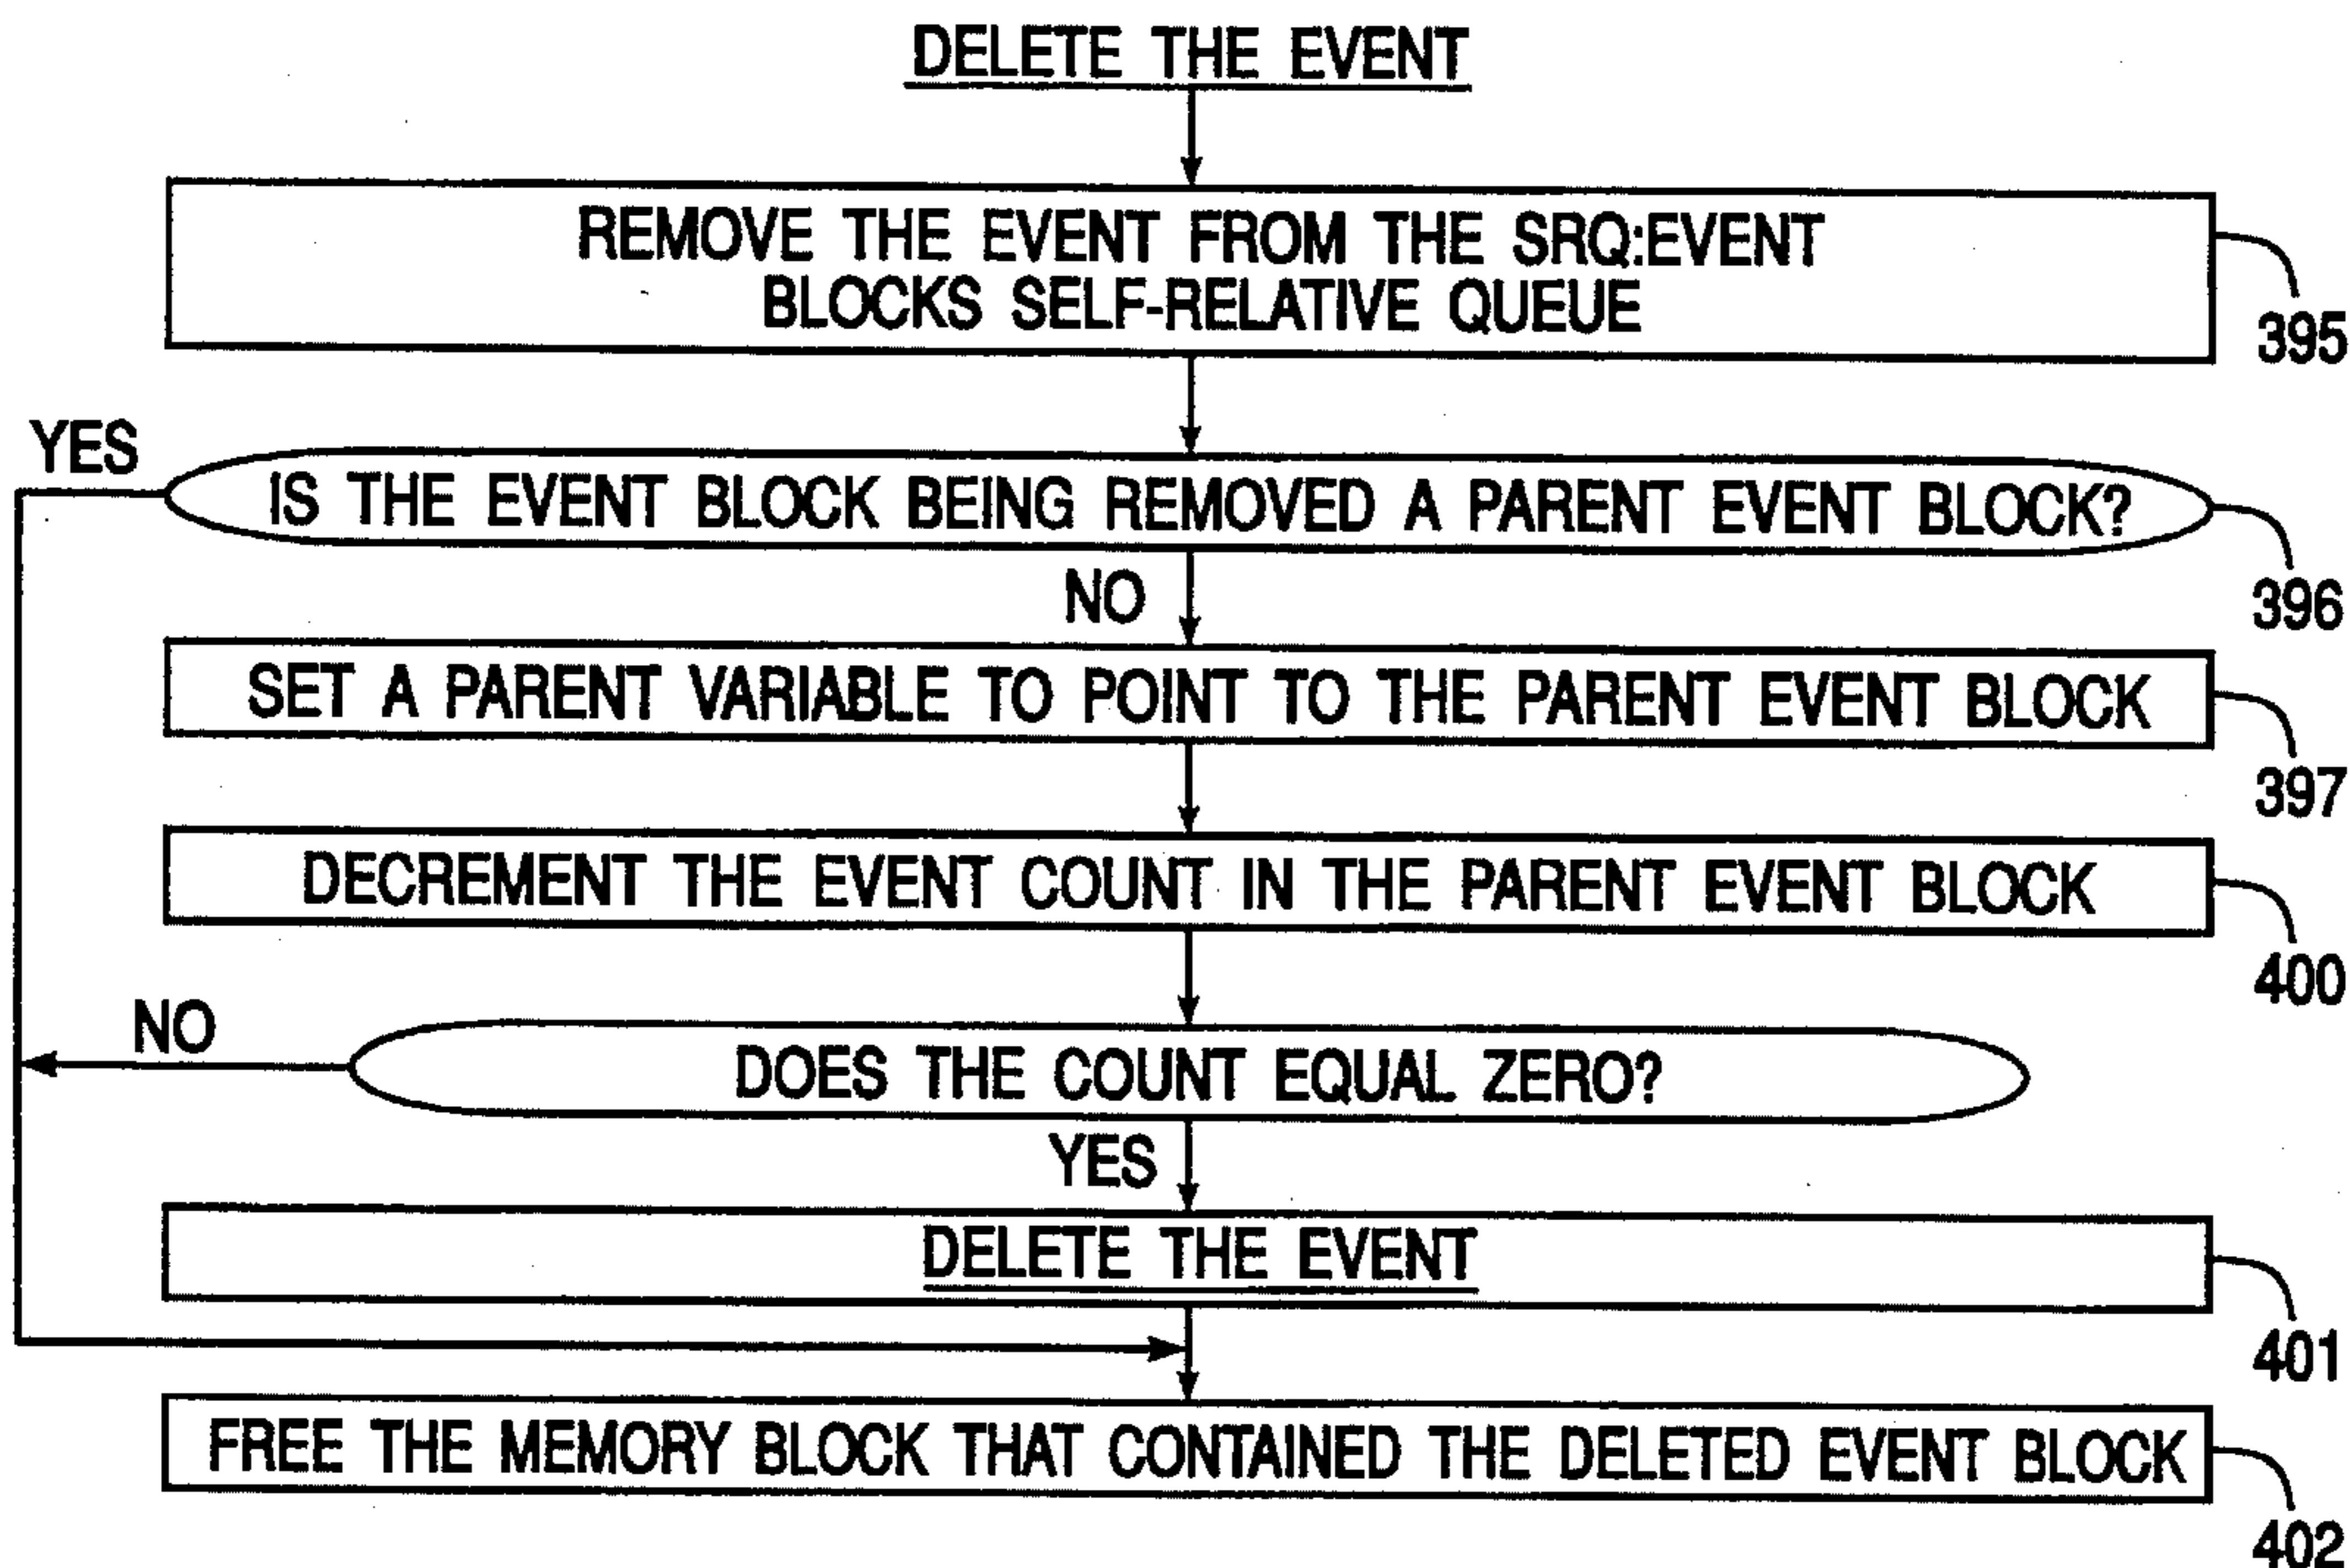 DELETE THE EVENT
REMOVE THE EVENT FROM THE SRQ:EVENT
BLOCKS SELF-RELATIVE QUEUE
395
YES
IS THE EVENT BLOCK BEING REMOVED A PARENT EVENT BLOCK?
396
NO
SET A PARENT VARIABLE TO POINT TO THE PARENT EVENT BLOCK
397
DECREMENT THE EVENT COUNT IN THE PARENT EVENT BLOCK
400
NO
DOES THE COUNT EQUAL ZERO?
YES
DELETE THE EVENT
401
FREE THE MEMORY BLOCK THAT CONTAINED THE DELETED EVENT BLOCK
402